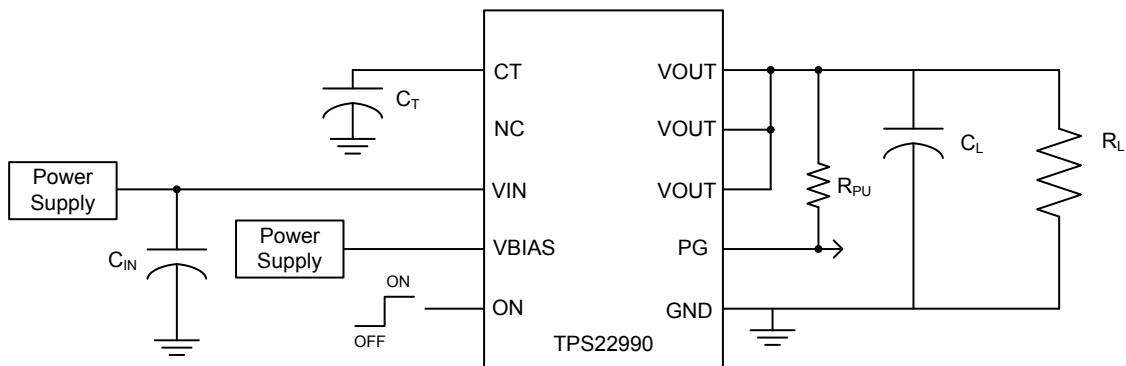 CT
VOUT
C_T
NC
VOUT
C_L
R_L
Power
Supply
VIN
VOUT
R_PU
C_IN
Power
Supply
VBIAS
PG
ON
OFF
ON
GND
TPS22990